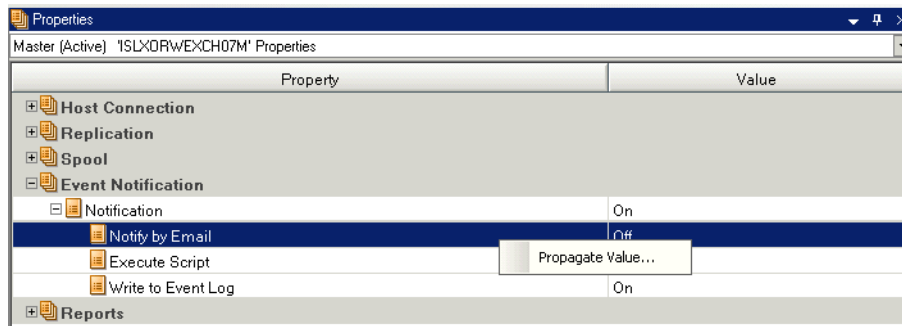 Properties
Master (Active) 'ISLXORWEXCH07M' Properties
Property Value
Host Connection
Replication
Spool
Event Notification
Notification On
Notify by Email Off
Execute Script Propagate Value...
Write to Event Log On
Reports